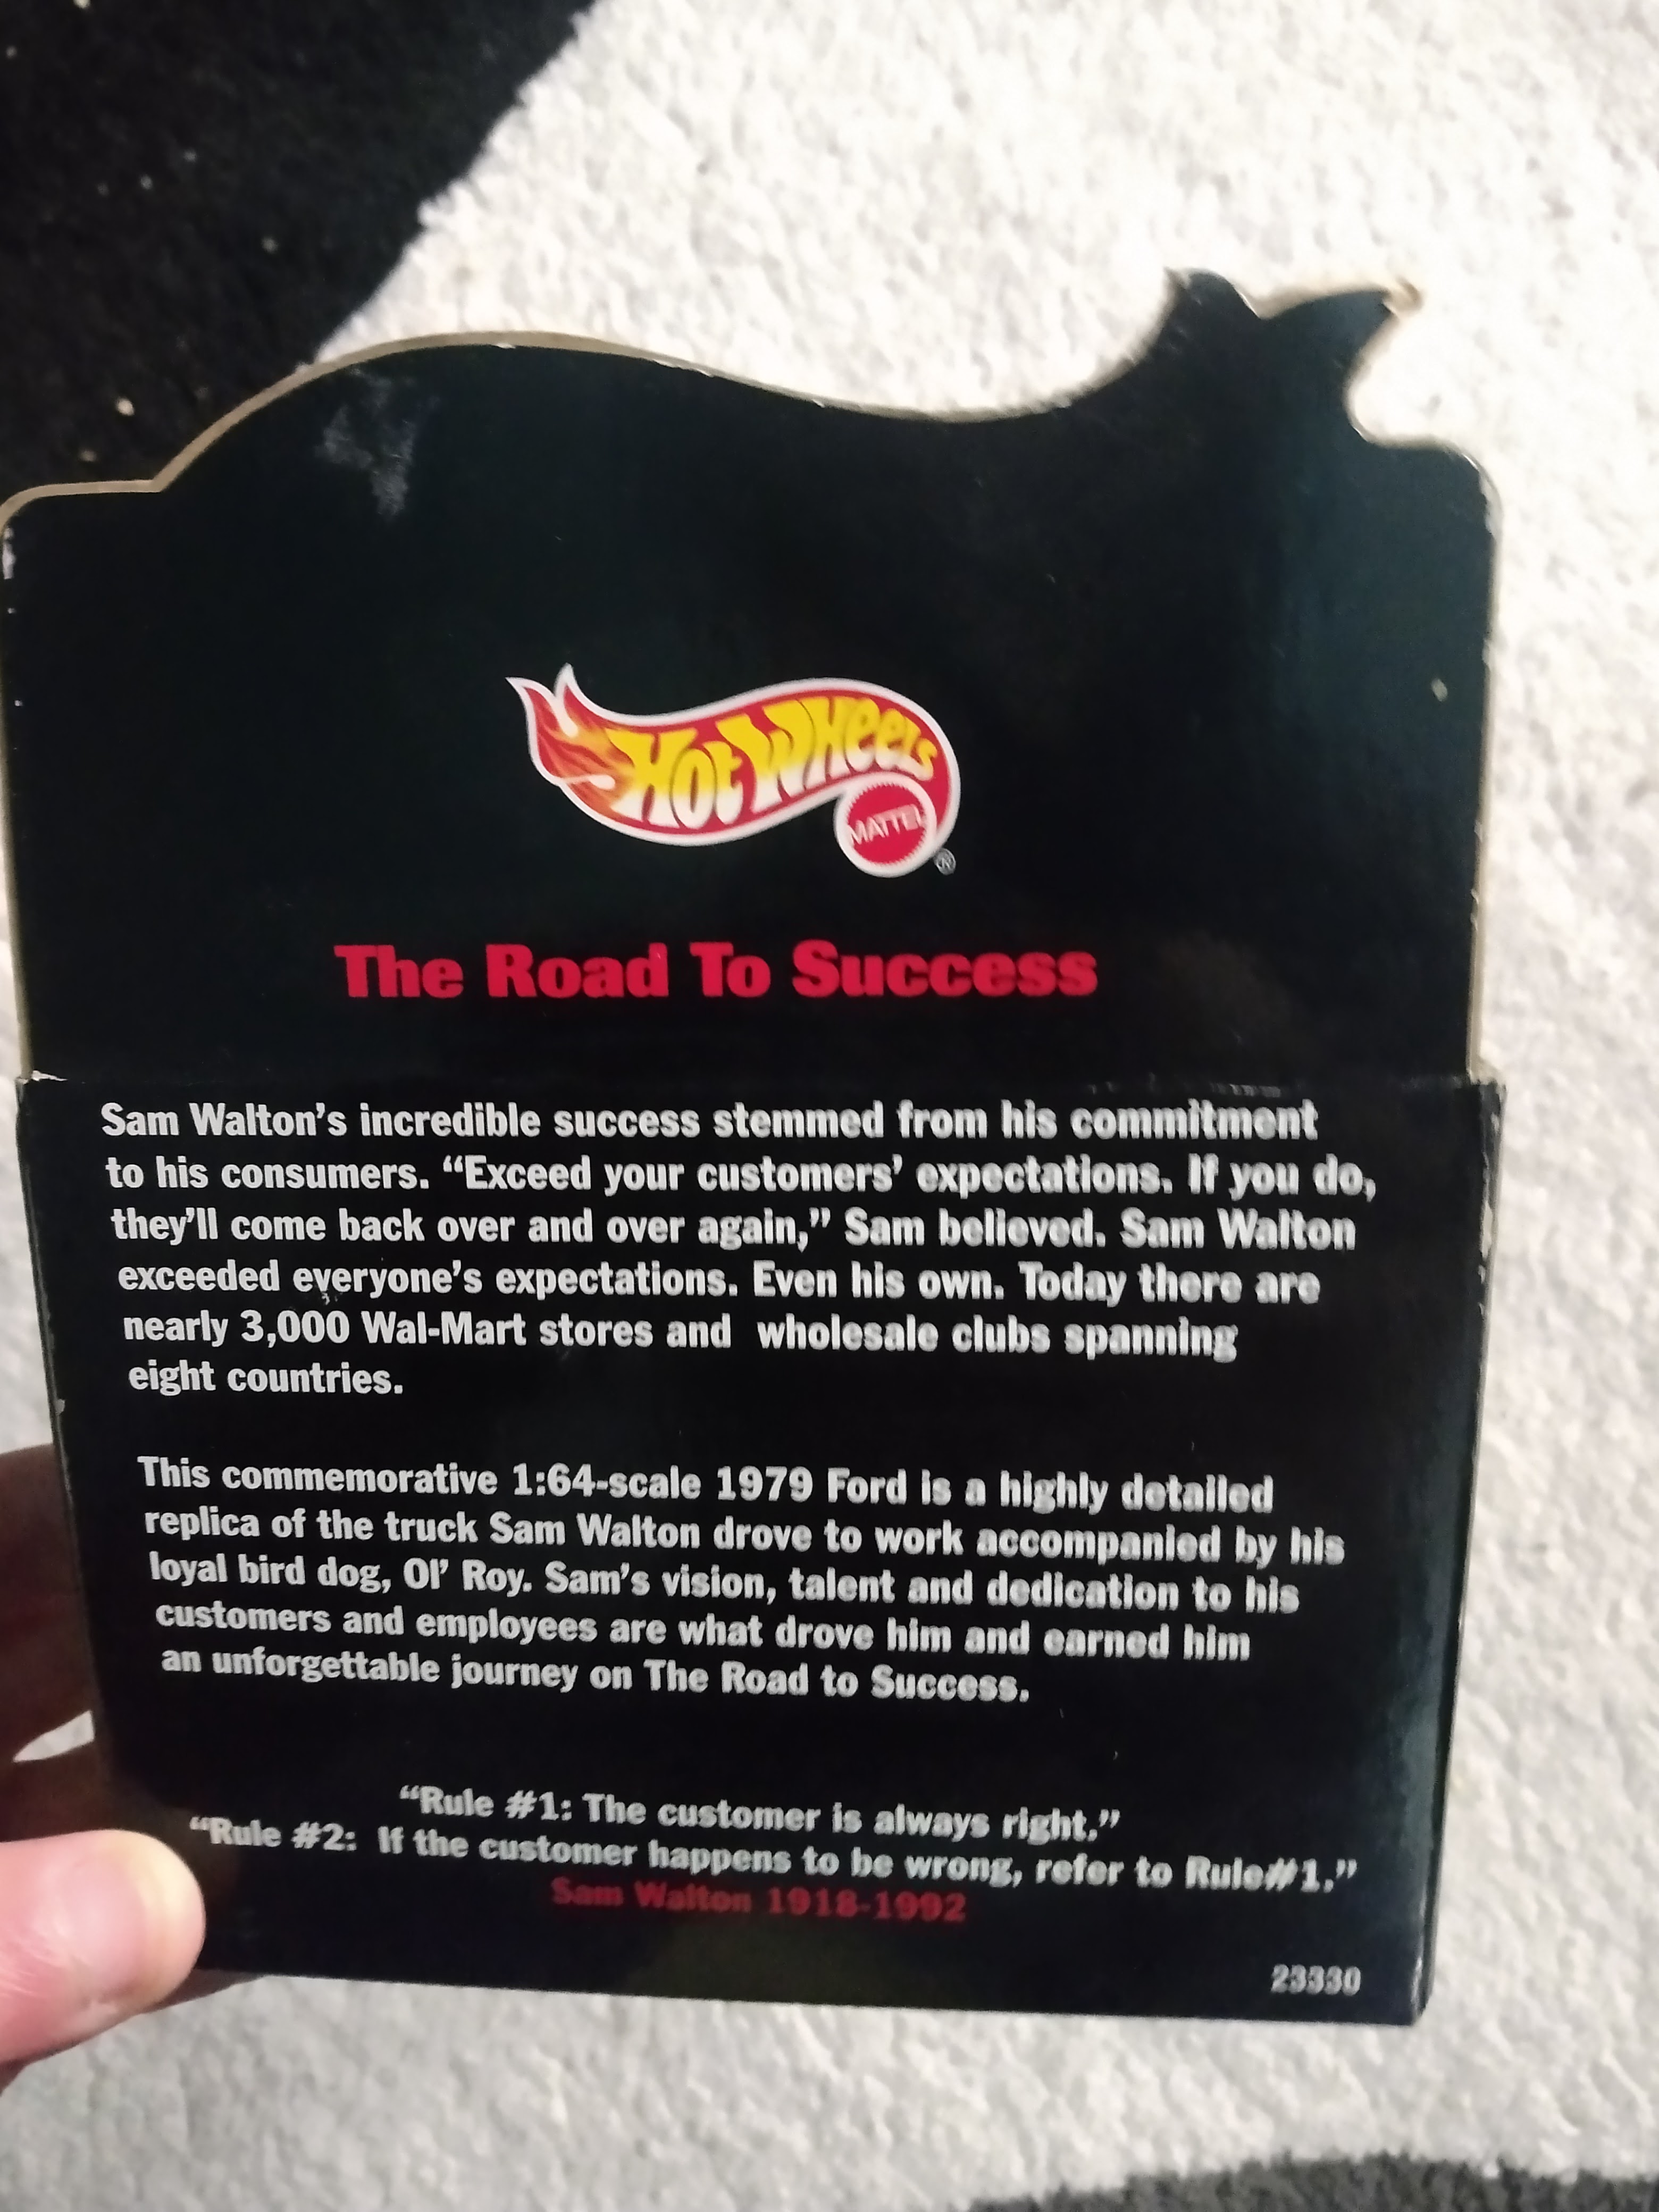 Hot Wheels
MATTEL
®
The Road To Success
Sam Walton's incredible success stemmed from his commitment
to his consumers. “Exceed your customers' expectations. If you do,
they'll come back over and over again,” Sam believed. Sam Walton
exceeded everyone's expectations. Even his own. Today there are
nearly 3,000 Wal-Mart stores and wholesale clubs spanning
eight countries.
This commemorative 1:64-scale 1979 Ford is a highly detailed
replica of the truck Sam Walton drove to work accompanied by his
loyal bird dog, Ol' Roy. Sam's vision, talent and dedication to his
customers and employees are what drove him and earned him
an unforgettable journey on The Road to Success.
“Rule #1: The customer is always right.”
“Rule #2: If the customer happens to be wrong, refer to Rule#1.”
Sam Walton 1918-1992
23330